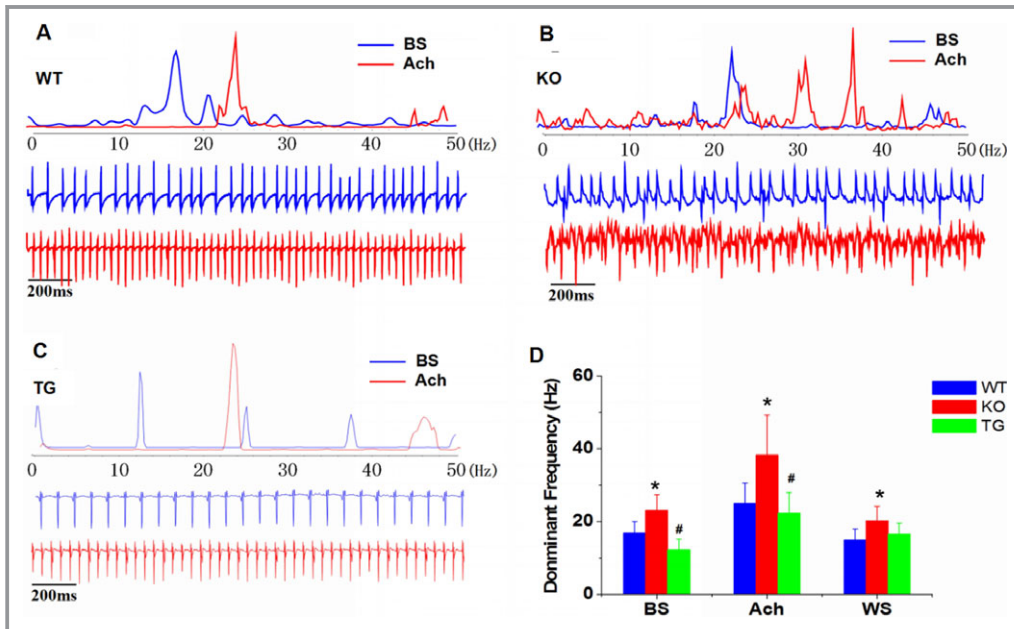 A
WT
BS
Ach
0 10 20 30 40 50 (Hz)
200ms
B
KO
BS
Ach
0 10 20 30 40 50 (Hz)
200ms
C
TG
BS
Ach
0 10 20 30 40 50 (Hz)
200ms
D
Donminant Frequency (Hz)
60
40
20
0
* # * # *
WT
KO
TG
BS Ach WS